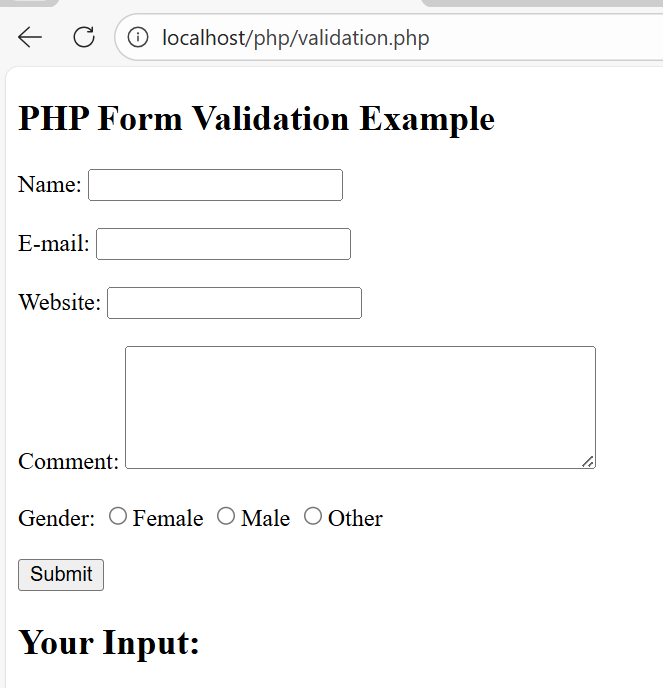 localhost/php/validation.php
PHP Form Validation Example
Name:
E-mail:
Website:
Comment:
Gender: Female Male Other
Submit
Your Input: